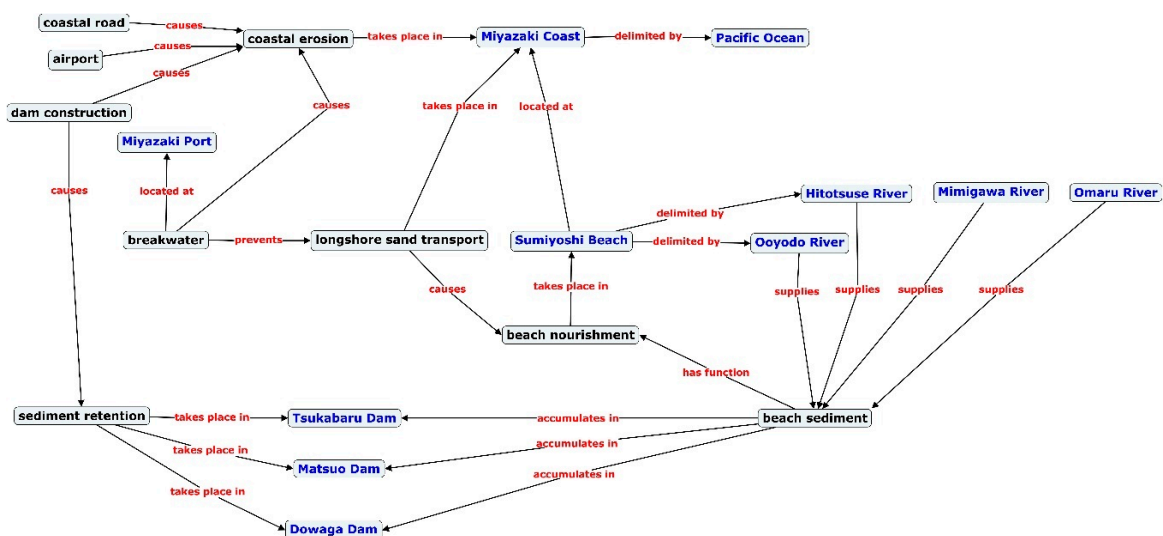 coastal road
causes
coastal erosion
takes place in
Miyazaki Coast
delimited by
Pacific Ocean
airport
causes
causes
dam construction
causes
takes place in
located at
Miyazaki Port
causes
located at
Hitotsuse River
Mimigawa River
Omaru River
delimited by
breakwater
prevents
longshore sand transport
Sumiyoshi Beach
delimited by
Ooyodo River
causes
takes place in
supplies
supplies
supplies
supplies
beach nourishment
has function
sediment retention
takes place in
Tsukabaru Dam
accumulates in
beach sediment
takes place in
accumulates in
Matsuo Dam
accumulates in
takes place in
Dowaga Dam